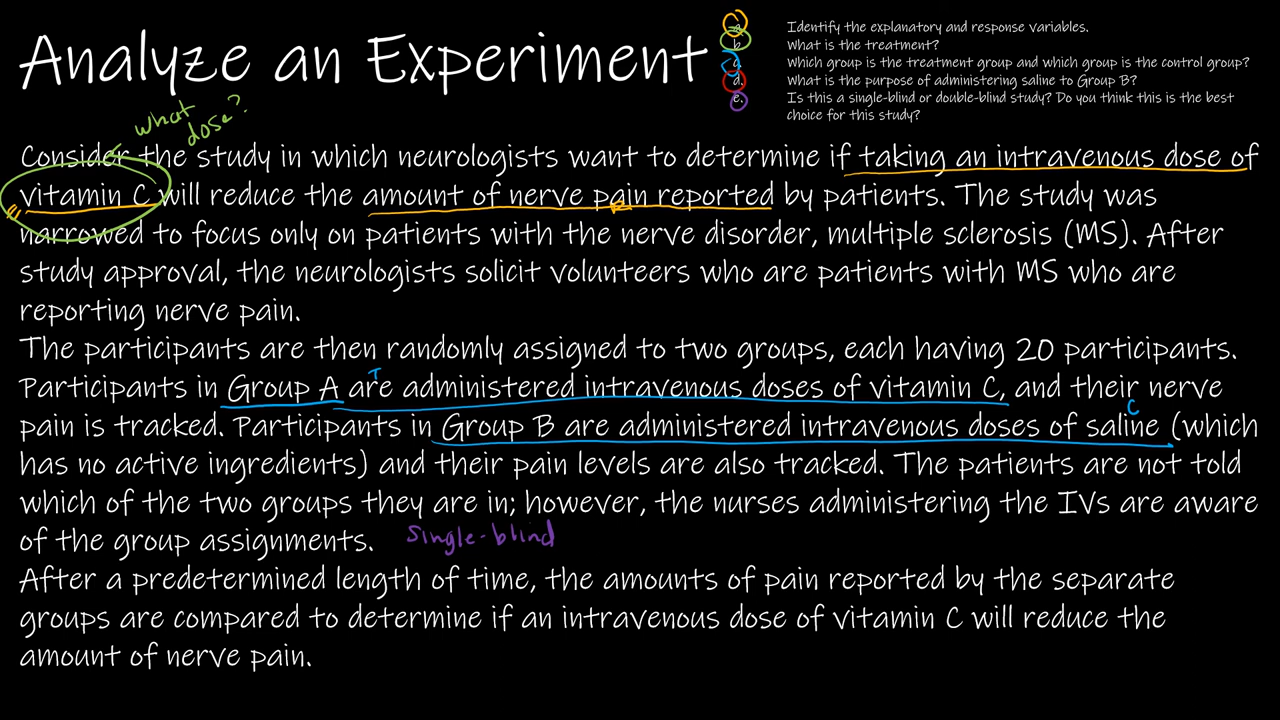 Analyze an Experiment
a. Identify the explanatory and response variables.
b. What is the treatment?
c. Which group is the treatment group and which group is the control group?
d. What is the purpose of administering saline to Group B?
e. Is this a single-blind or double-blind study? Do you think this is the best
choice for this study?
what
dose?
Consider the study in which neurologists want to determine if taking an intravenous dose of
vitamin C will reduce the amount of nerve pain reported by patients. The study was
narrowed to focus only on patients with the nerve disorder, multiple sclerosis (MS). After
study approval, the neurologists solicit volunteers who are patients with MS who are
reporting nerve pain.
The participants are then randomly assigned to two groups, each having 20 participants.
T
Participants in Group A are administered intravenous doses of vitamin C, and their nerve
C
pain is tracked. Participants in Group B are administered intravenous doses of saline (which
has no active ingredients) and their pain levels are also tracked. The patients are not told
which of the two groups they are in; however, the nurses administering the IVs are aware
of the group assignments. single-blind
After a predetermined length of time, the amounts of pain reported by the separate
groups are compared to determine if an intravenous dose of vitamin C will reduce the
amount of nerve pain.